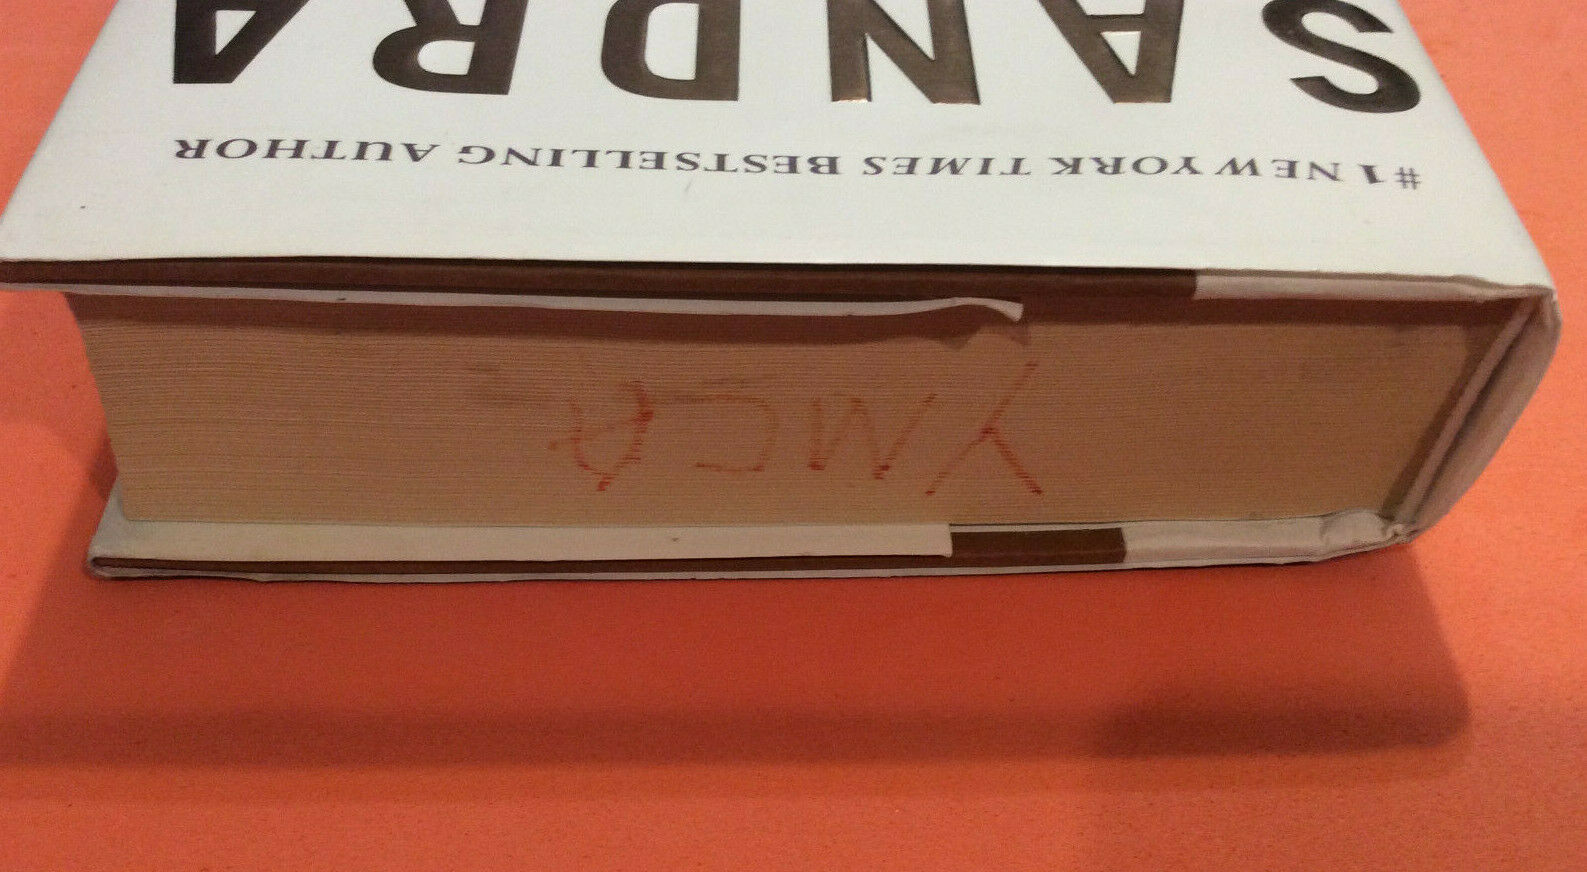 #1 NEW YORK TIMES BESTSELLING AUTHOR
SANDRA
YMCA